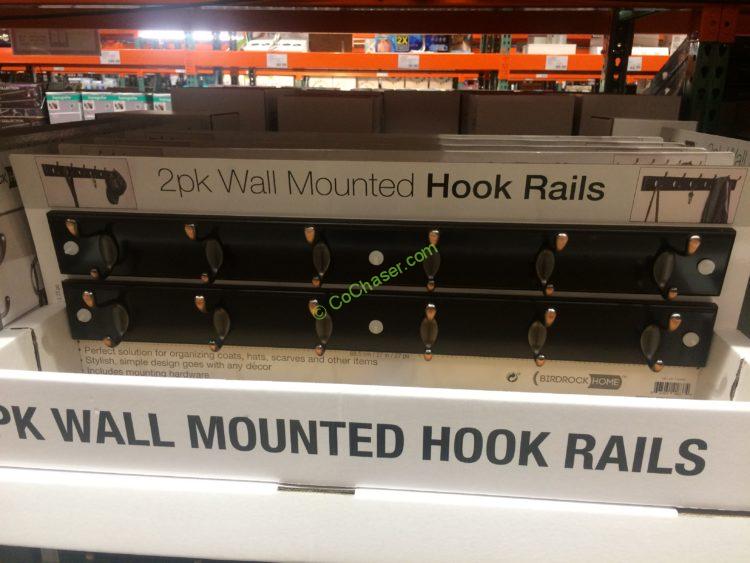 2pk Wall Mounted Hook Rails
© CoChaser.com
• Perfect solution for organizing coats, hats, scarves and other items
• Stylish, simple design goes with any décor
• Includes mounting hardware
BIRDROCK HOME
PK WALL MOUNTED HOOK RAILS